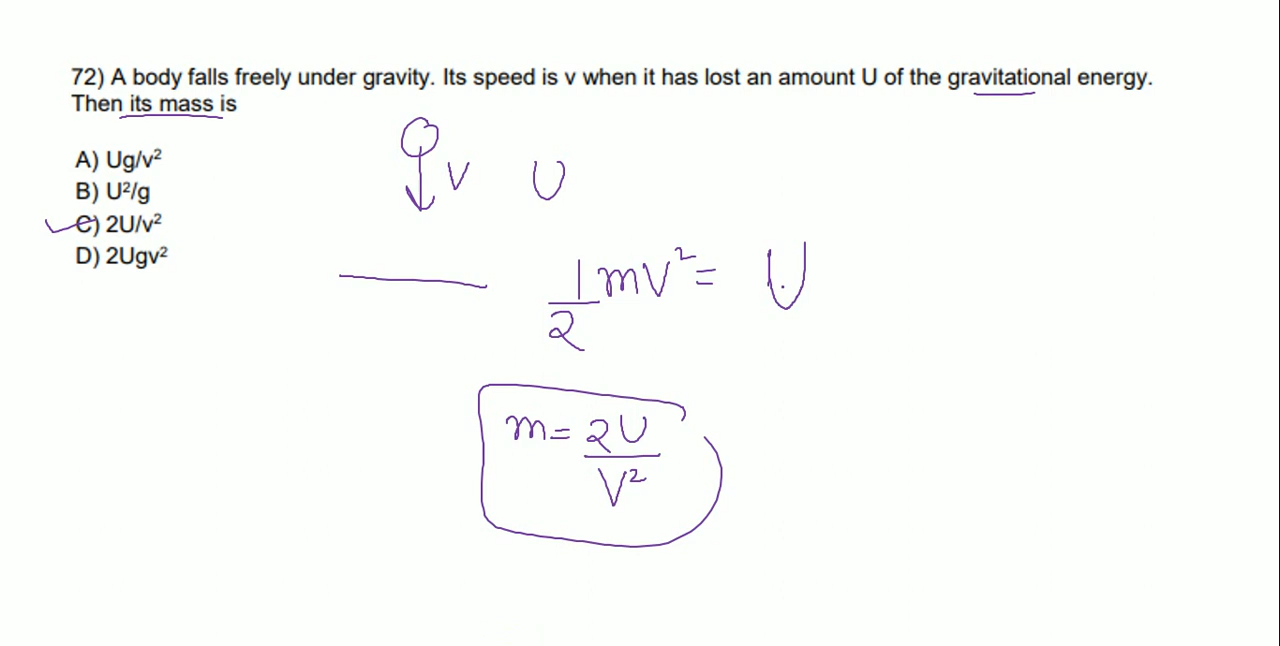 72) A body falls freely under gravity. Its speed is v when it has lost an amount U of the gravitational energy.
Then its mass is
A) Ug/v²
B) U²/g
C) 2U/v²
D) 2Ugv²
V U
1/2 mv² = U
m = 2U/V²